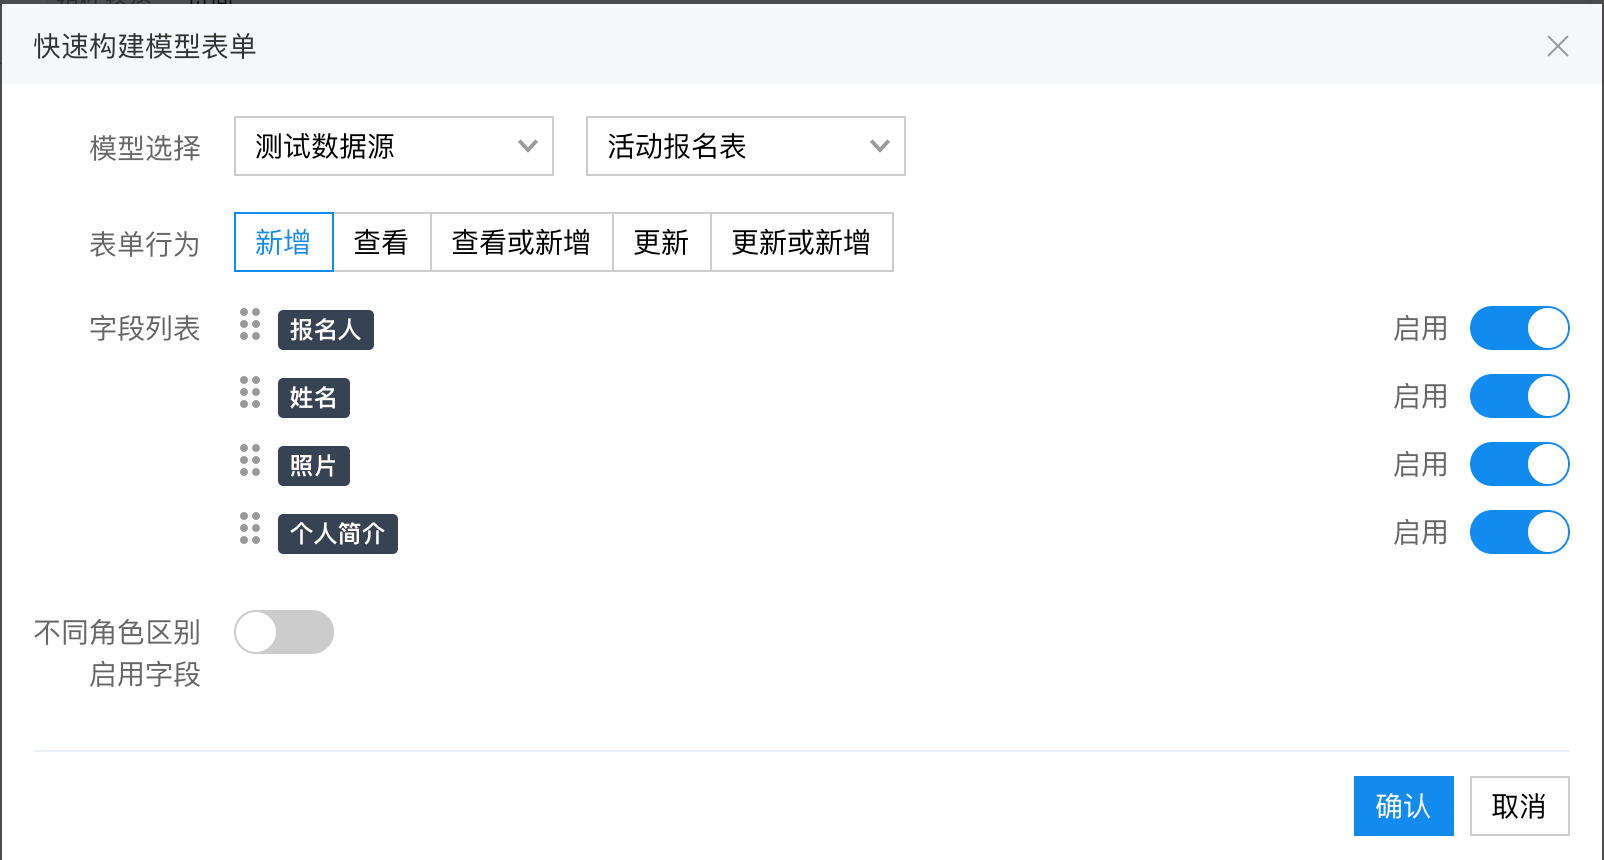 快速构建模型表单
模型选择 测试数据源 活动报名表
表单行为 新增 查看 查看或新增 更新 更新或新增
字段列表 报名人 启用
姓名 启用
照片 启用
个人简介 启用
不同角色区别
启用字段
确认 取消